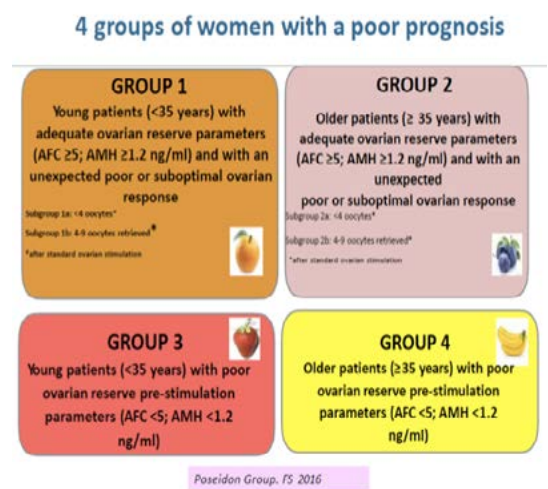 4 groups of women with a poor prognosis
GROUP 1
Young patients (<35 years) with
adequate ovarian reserve parameters
(AFC ≥5; AMH ≥1.2 ng/ml) and with an
unexpected poor or suboptimal ovarian
response
Subgroup 1a: <4 oocytes*
Subgroup 1b: 4-9 oocytes retrieved*
*after standard ovarian stimulation
GROUP 2
Older patients (≥ 35 years) with
adequate ovarian reserve parameters
(AFC ≥5; AMH ≥1.2 ng/ml) and with an
unexpected
poor or suboptimal ovarian response
Subgroup 2a: <4 oocytes*
Subgroup 2b: 4-9 oocytes retrieved*
*after standard ovarian stimulation
GROUP 3
Young patients (<35 years) with poor
ovarian reserve pre-stimulation
parameters (AFC <5; AMH <1.2
ng/ml)
GROUP 4
Older patients (≥35 years) with poor
ovarian reserve pre-stimulation
parameters (AFC <5; AMH <1.2
ng/ml)
Poseidon Group. FS 2016